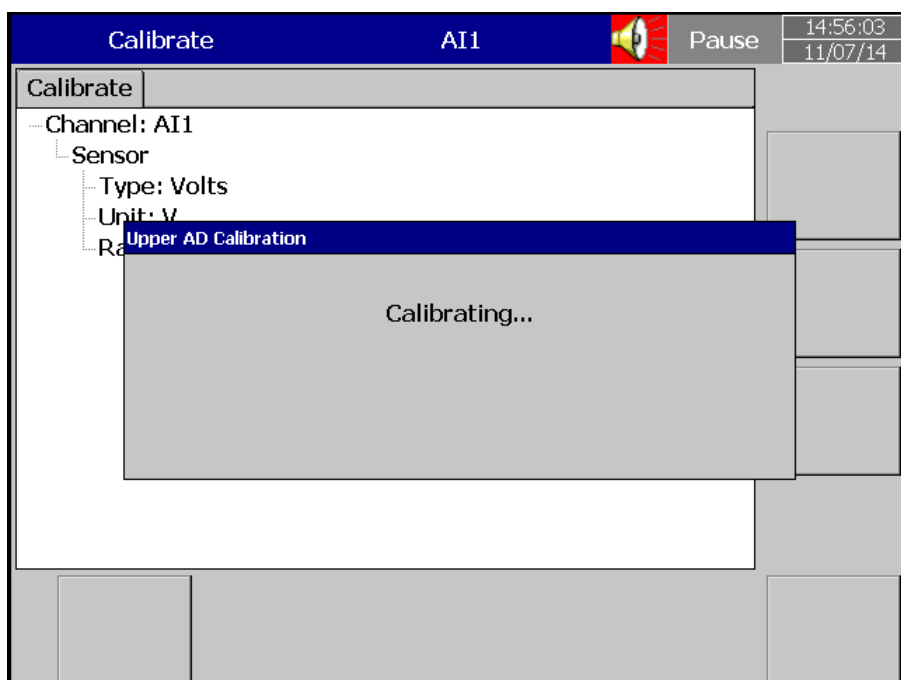 Calibrate AI1 Pause 14:56:03
11/07/14
Calibrate
Channel: AI1
Sensor
Type: Volts
Unit: V
Ra
Upper AD Calibration
Calibrating...